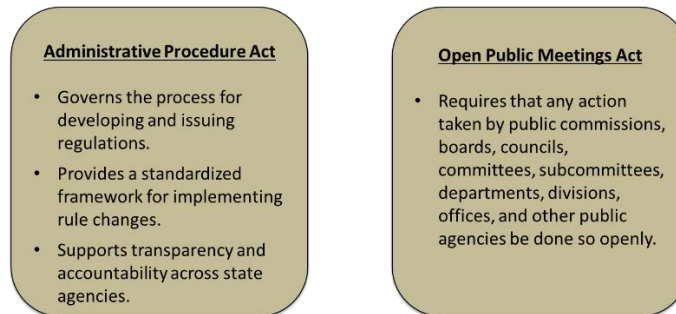 Administrative Procedure Act
• Governs the process for
developing and issuing
regulations.
• Provides a standardized
framework for implementing
rule changes.
• Supports transparency and
accountability across state
agencies.
Open Public Meetings Act
• Requires that any action
taken by public commissions,
boards, councils,
committees, subcommittees,
departments, divisions,
offices, and other public
agencies be done so openly.